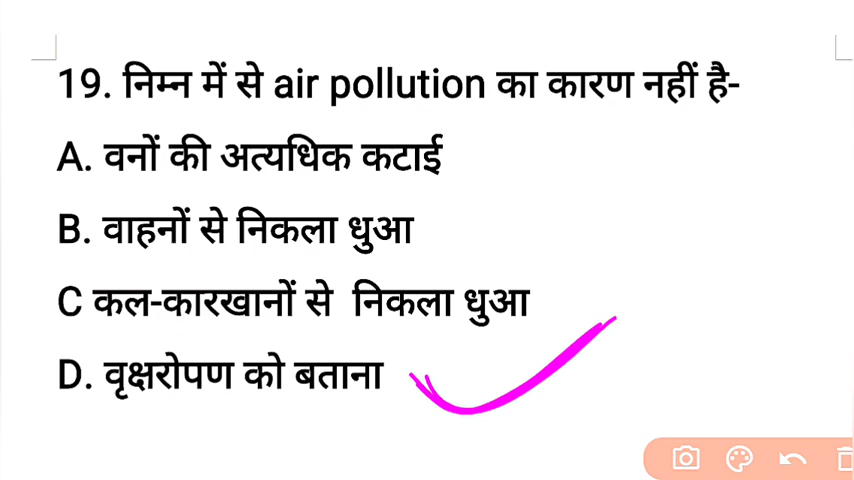 19. निम्न में से air pollution का कारण नहीं है-
A. वनों की अत्यधिक कटाई
B. वाहनों से निकला धुआ
C कल-कारखानों से निकला धुआ
D. वृक्षरोपण को बताना